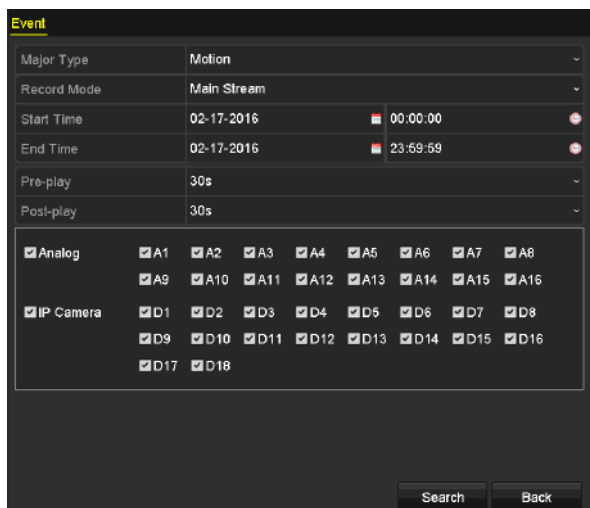 Event
Major Type Motion
Record Mode Main Stream
Start Time 02-17-2016 00:00:00
End Time 02-17-2016 23:59:59
Pre-play 30s
Post-play 30s
Analog A1 A2 A3 A4 A5 A6 A7 A8
A9 A10 A11 A12 A13 A14 A15 A16
IP Camera D1 D2 D3 D4 D5 D6 D7 D8
D9 D10 D11 D12 D13 D14 D15 D16
D17 D18
Search Back